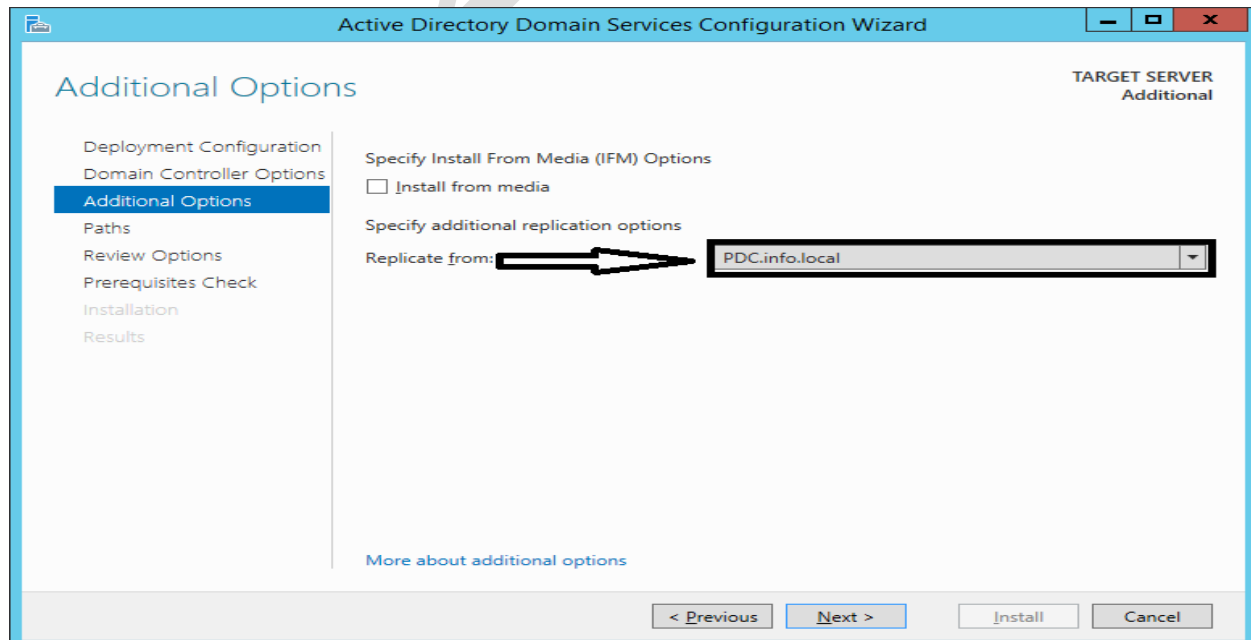 Active Directory Domain Services Configuration Wizard
Additional Options
TARGET SERVER
Additional
Deployment Configuration
Domain Controller Options
Additional Options
Paths
Review Options
Prerequisites Check
Installation
Results
Specify Install From Media (IFM) Options
Install from media
Specify additional replication options
Replicate from: PDC.info.local
More about additional options
< Previous Next > Install Cancel